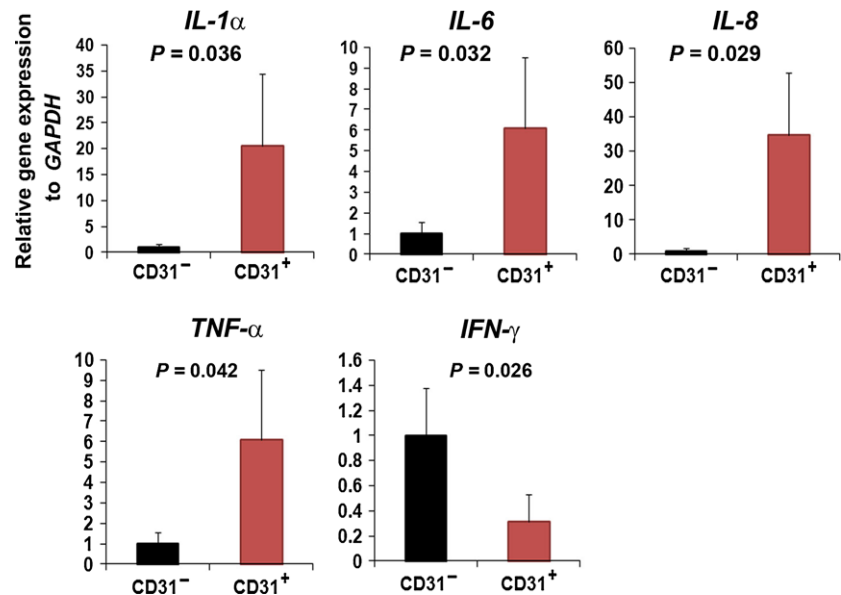 IL-1α
P = 0.036
Relative gene expression
to GAPDH
40
35
30
25
20
15
10
5
0
CD31⁻ CD31⁺
IL-6
P = 0.032
10
9
8
7
6
5
4
3
2
1
0
CD31⁻ CD31⁺
IL-8
P = 0.029
60
50
40
30
20
10
0
CD31⁻ CD31⁺
TNF-α
P = 0.042
10
9
8
7
6
5
4
3
2
1
0
CD31⁻ CD31⁺
IFN-γ
P = 0.026
1.6
1.4
1.2
1
0.8
0.6
0.4
0.2
0
CD31⁻ CD31⁺